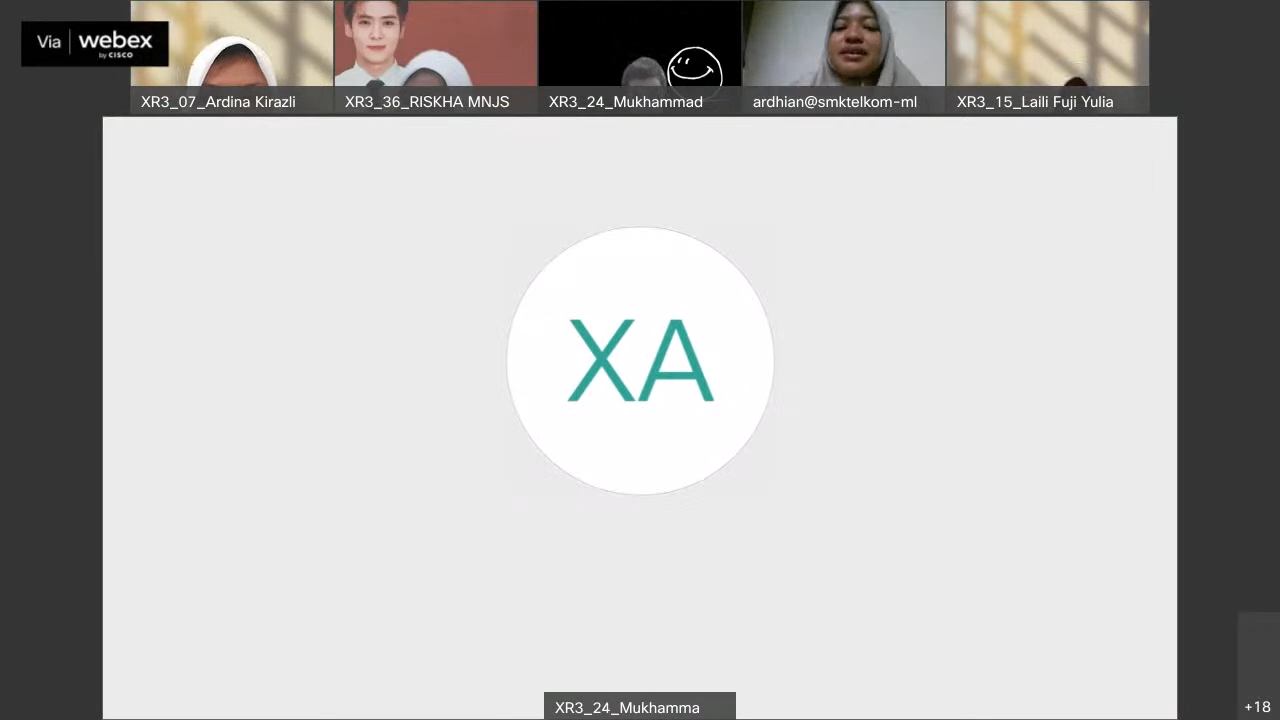 Via webex
by CISCO
XR3_07_Ardina Kirazli
XR3_36_RISKHA MNJS
XR3_24_Mukhammad
ardhian@smktelkom-ml
XR3_15_Laili Fuji Yulia
XA
XR3_24_Mukhamma
+18